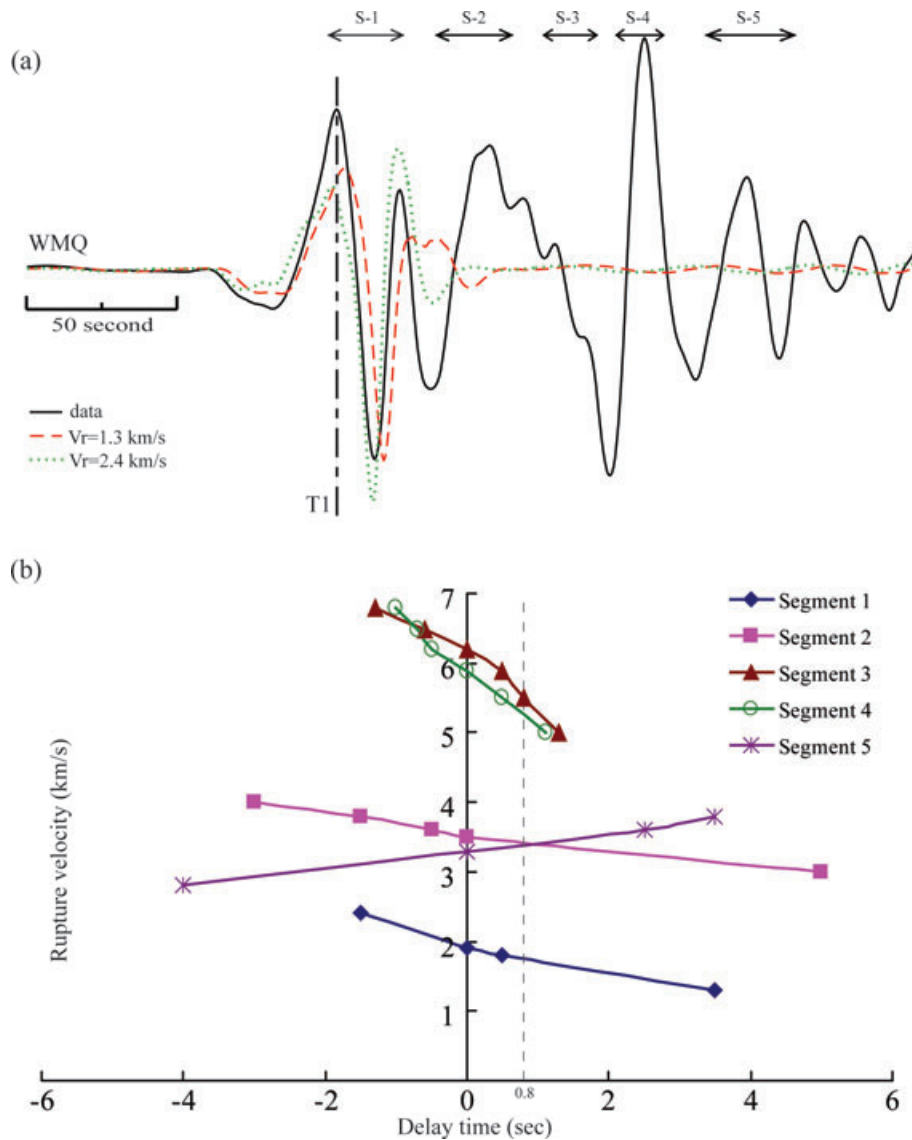 S-1 S-2 S-3 S-4 S-5
(a)
WMQ
50 second
data
Vr=1.3 km/s
Vr=2.4 km/s
T1
(b)
7
6
5
4
3
2
1
Rupture velocity (km/s)
Segment 1
Segment 2
Segment 3
Segment 4
Segment 5
-6 -4 -2 0 0.8 2 4 6
Delay time (sec)